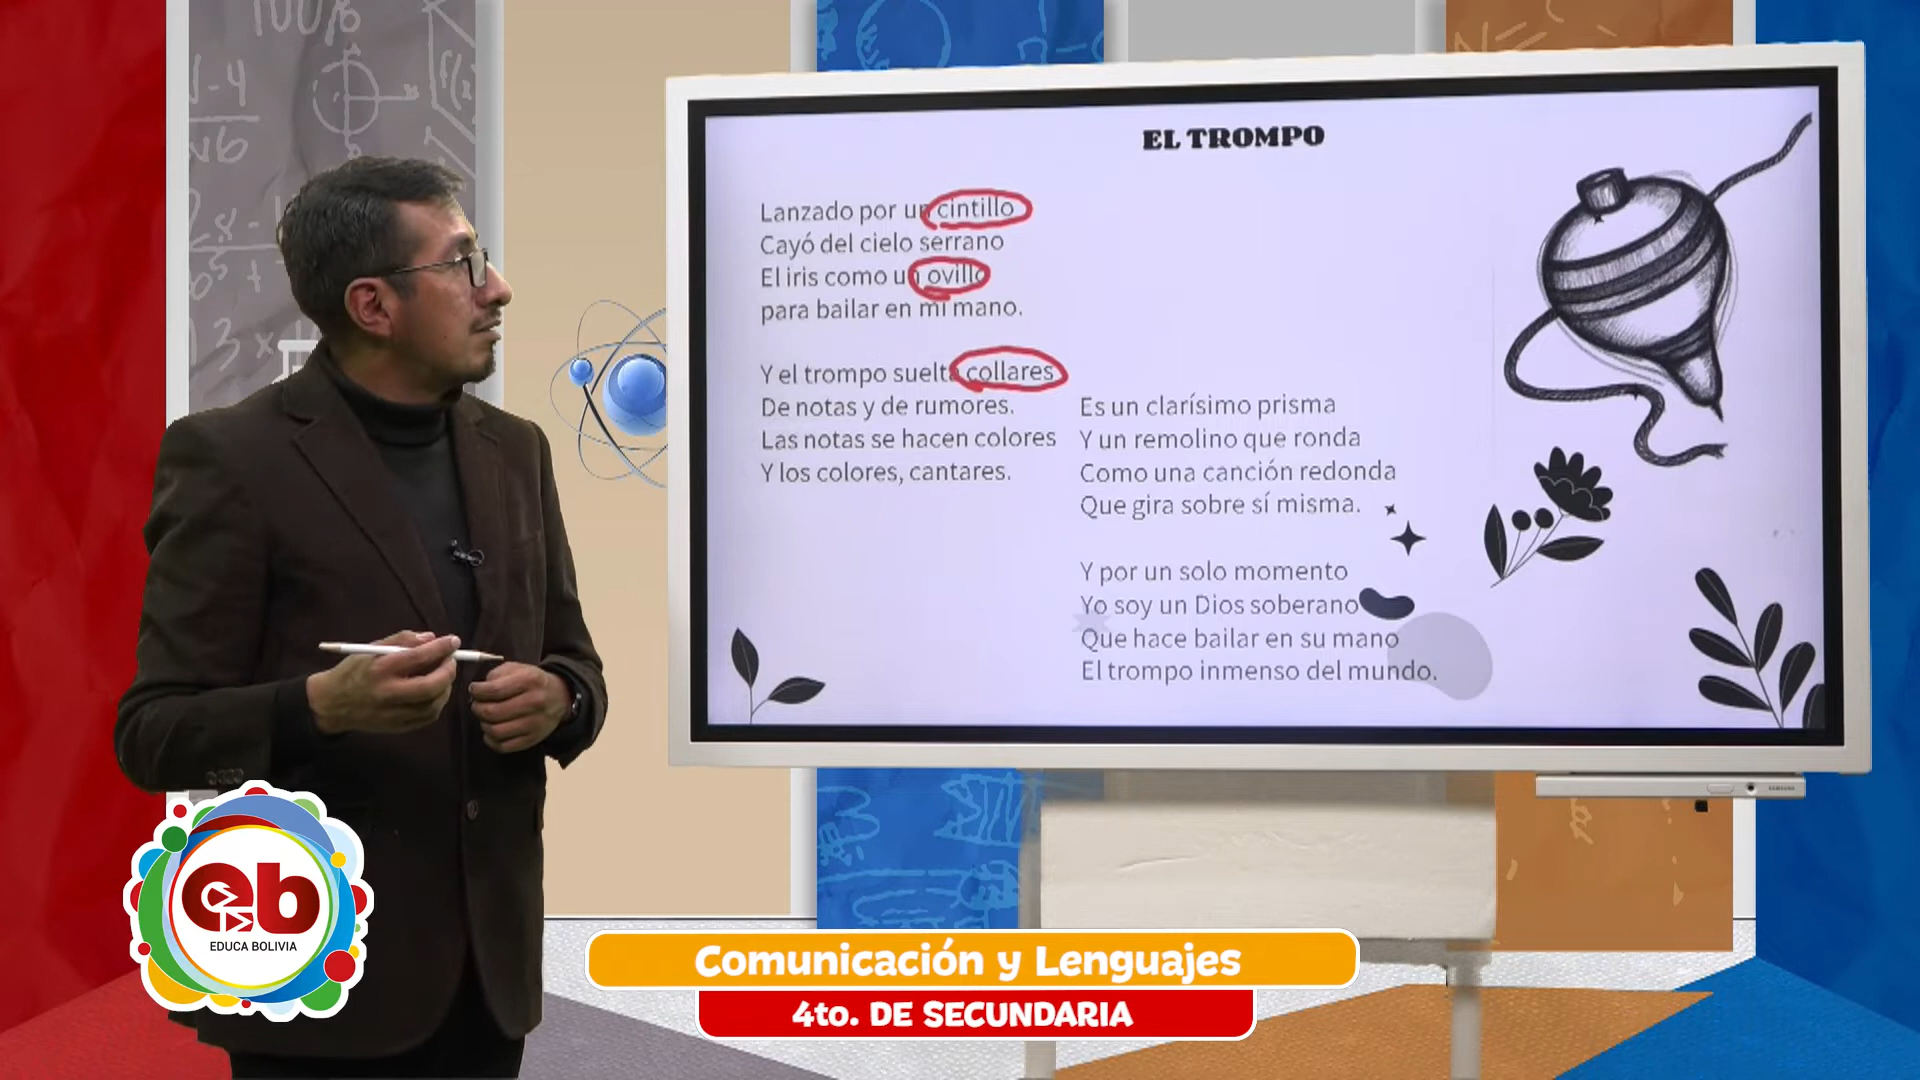 EL TROMPO
Lanzado por un cintillo
Cayó del cielo serrano
El iris como un ovillo
para bailar en mi mano.
Y el trompo suelta collares
De notas y de rumores.
Las notas se hacen colores
Y los colores, cantares.
Es un clarísimo prisma
Y un remolino que ronda
Como una canción redonda
Que gira sobre sí misma.
Y por un solo momento
Yo soy un Dios soberano
Que hace bailar en su mano
El trompo inmenso del mundo.
SAMSUNG
eb
EDUCA BOLIVIA
Comunicación y Lenguajes
4to. DE SECUNDARIA
100%